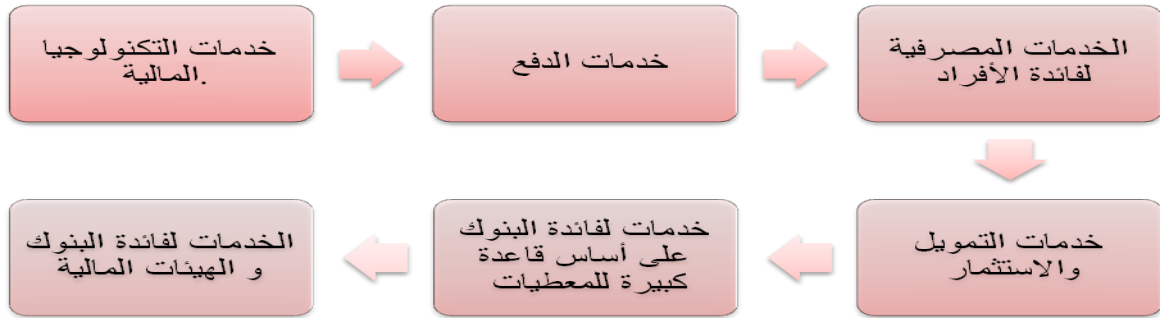 خدمات التكنولوجيا
المالية.
خدمات الدفع
الخدمات المصرفية
لفائدة الأفراد
خدمات التمويل
والاستثمار
خدمات لفائدة البنوك
على أساس قاعدة
كبيرة للمعطيات
الخدمات لفائدة البنوك
و الهيئات المالية